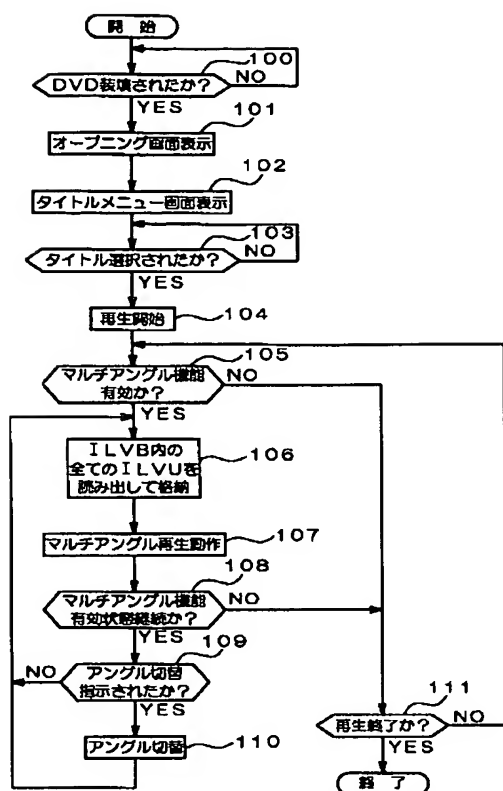 開 始
100
DVD装填されたか?
NO
YES
101
オープニング画面表示
102
タイトルメニュー画面表示
103
タイトル選択されたか?
NO
YES
再生開始
104
105
マルチアングル機能
有効か?
NO
YES
ILVB内の
全てのILVUを
読み出して格納
106
マルチアングル再生動作
107
108
マルチアングル機能
有効状態継続か?
NO
YES
109
アングル切替
指示されたか?
NO
YES
アングル切替
110
111
再生終了か?
NO
YES
終 了